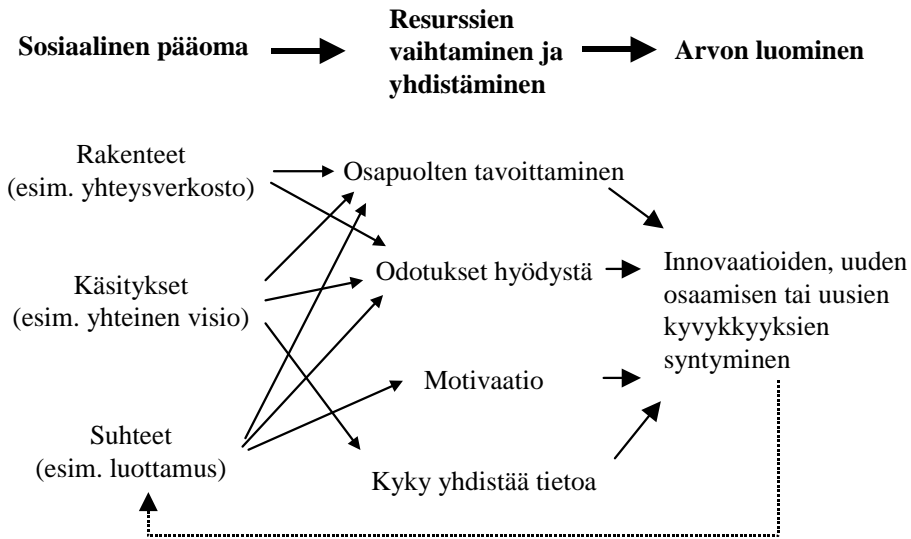 Sosiaalinen pääoma
Resurssien
vaihtaminen ja
yhdistäminen
Arvon luominen
Rakenteet
(esim. yhteysverkosto)
Käsitykset
(esim. yhteinen visio)
Suhteet
(esim. luottamus)
Osapuolten tavoittaminen
Odotukset hyödystä
Motivaatio
Kyky yhdistää tietoa
Innovaatioiden, uuden
osaamisen tai uusien
kyvykkyyksien
syntyminen